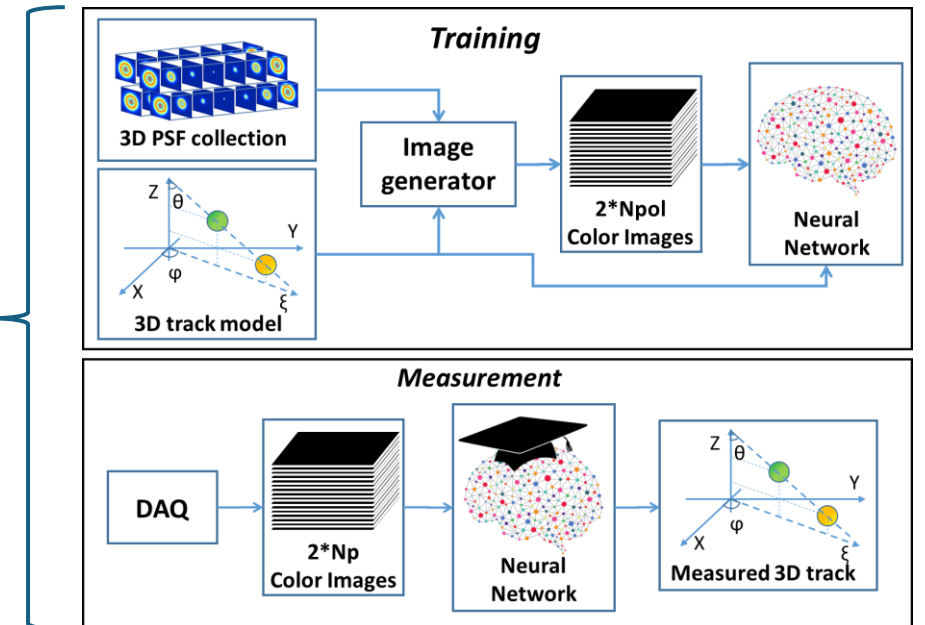 Training
3D PSF collection
Z
θ
Y
φ
X
ξ
3D track model
Image
generator
2*Npol
Color Images
Neural
Network
Measurement
DAQ
2*Np
Color Images
Neural
Network
Z
θ
Y
φ
X
ξ
Measured 3D track